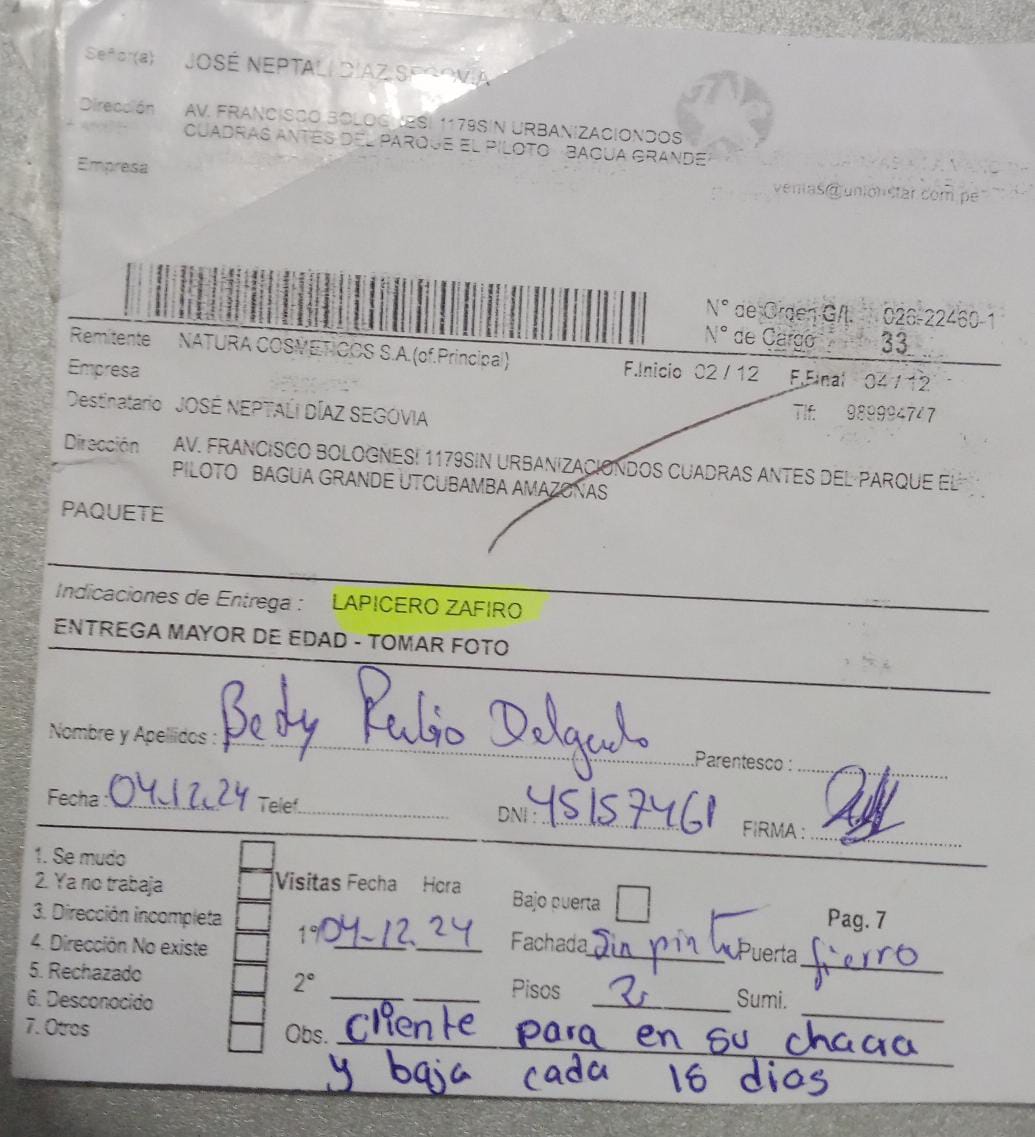 Señor(a) JOSÉ NEPTALI DIAZ SEGOVIA
Dirección AV. FRANCISCO BOLOGNESI 1179SIN URBANIZACIONDOS
CUADRAS ANTES DEL PARQUE EL PILOTO BAGUA GRANDE
Empresa
ventas@unionstar.com.pe
N° de Orden G/I. 026-22460-1
N° de Cargo 33
Remitente NATURA COSMETICOS S.A.(of.Principal)
Empresa F.Inicio 02 / 12 F.Final 04 / 12
Destinatario JOSÉ NEPTALI DÍAZ SEGOVIA Tlf: 989994747
Dirección AV. FRANCISCO BOLOGNESI 1179SIN URBANIZACIONDOS CUADRAS ANTES DEL PARQUE EL
PILOTO BAGUA GRANDE UTCUBAMBA AMAZONAS
PAQUETE
Indicaciones de Entrega : LAPICERO ZAFIRO
ENTREGA MAYOR DE EDAD - TOMAR FOTO
Nombre y Apellidos : Bedy Rubio Delgado Parentesco :
Fecha : 04.12.24 Telef. DNI : 45157461 FIRMA :
1. Se mudo
2. Ya no trabaja
3. Dirección incompleta
4. Dirección No existe
5. Rechazado
6. Desconocido
7. Otros
Visitas Fecha Hora
1° 04-12. 24
2°
Bajo puerta Pag. 7
Fachada Sin pint Puerta fierro
Pisos 2 Sumi.
Obs. cliente para en su chacra
y baja cada 18 dias